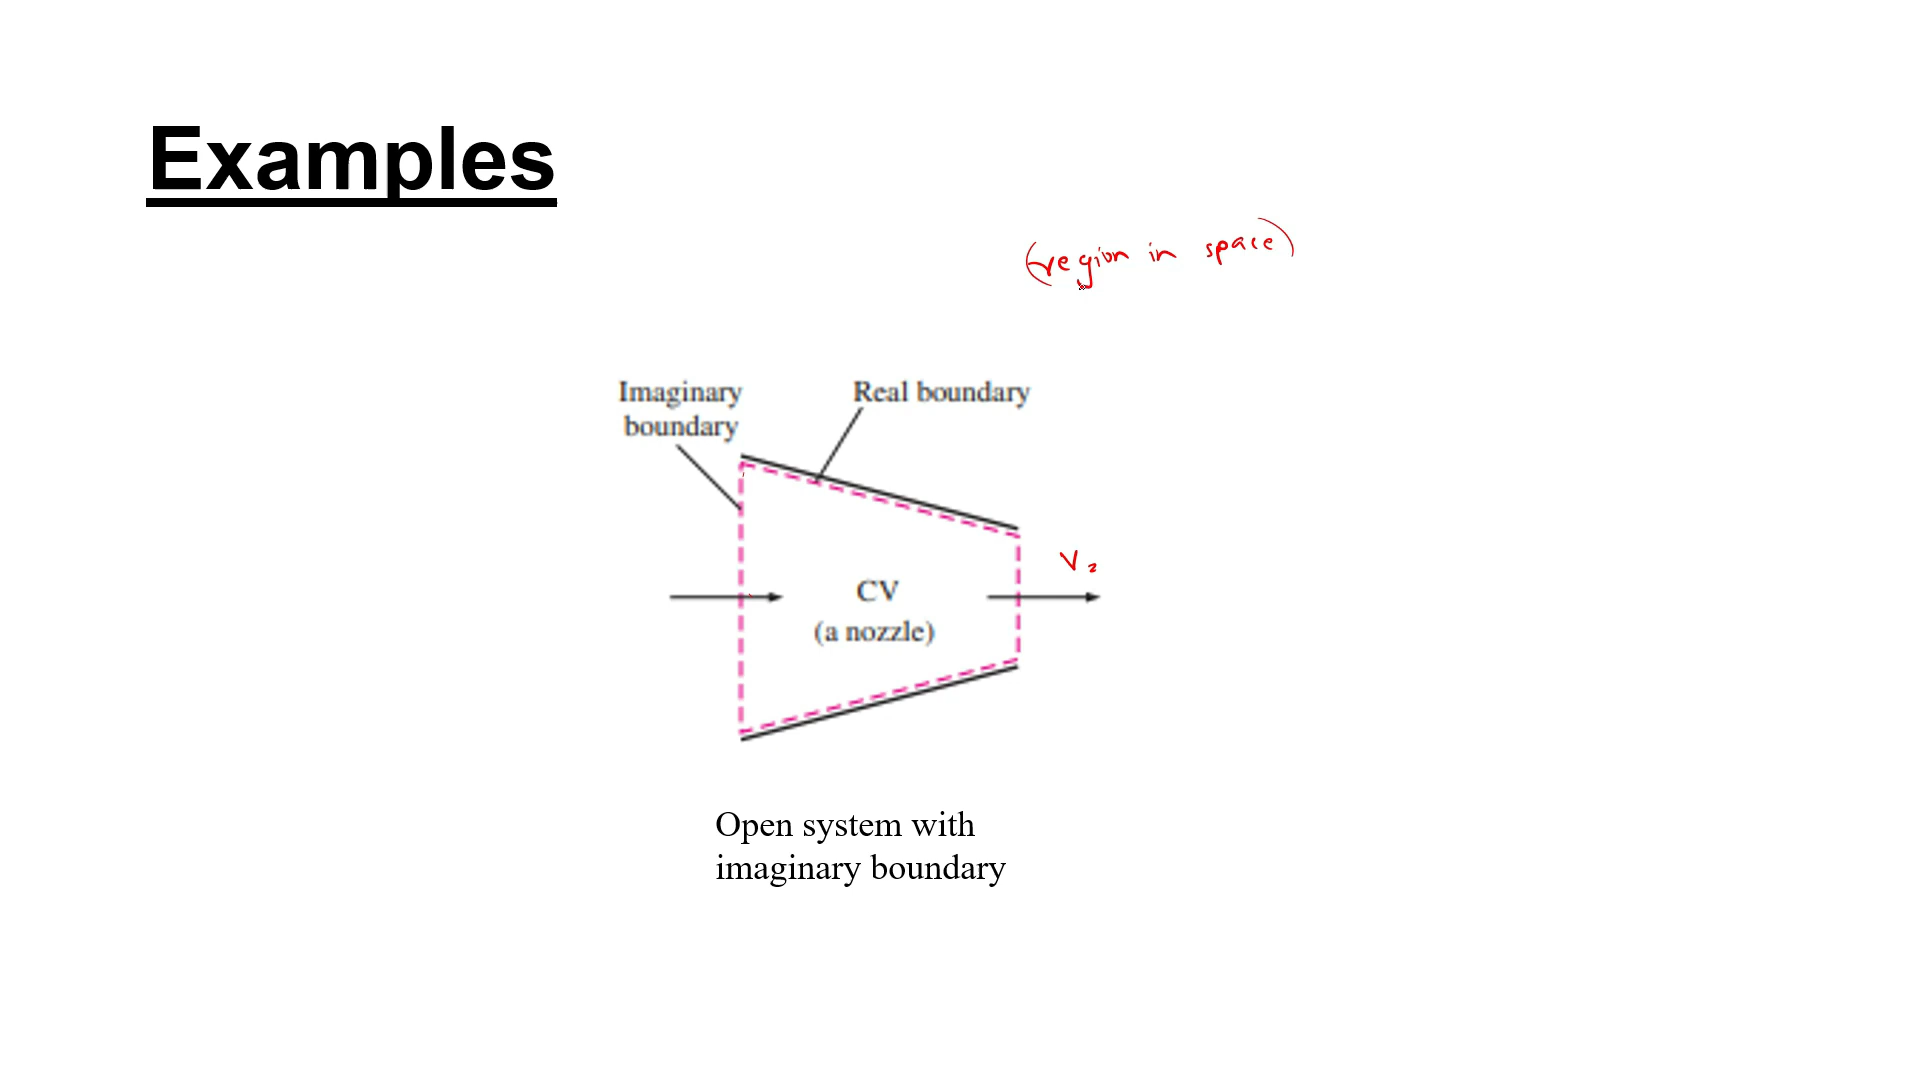 Examples
(region in space)
Imaginary
boundary
Real boundary
V₂
CV
(a nozzle)
Open system with
imaginary boundary